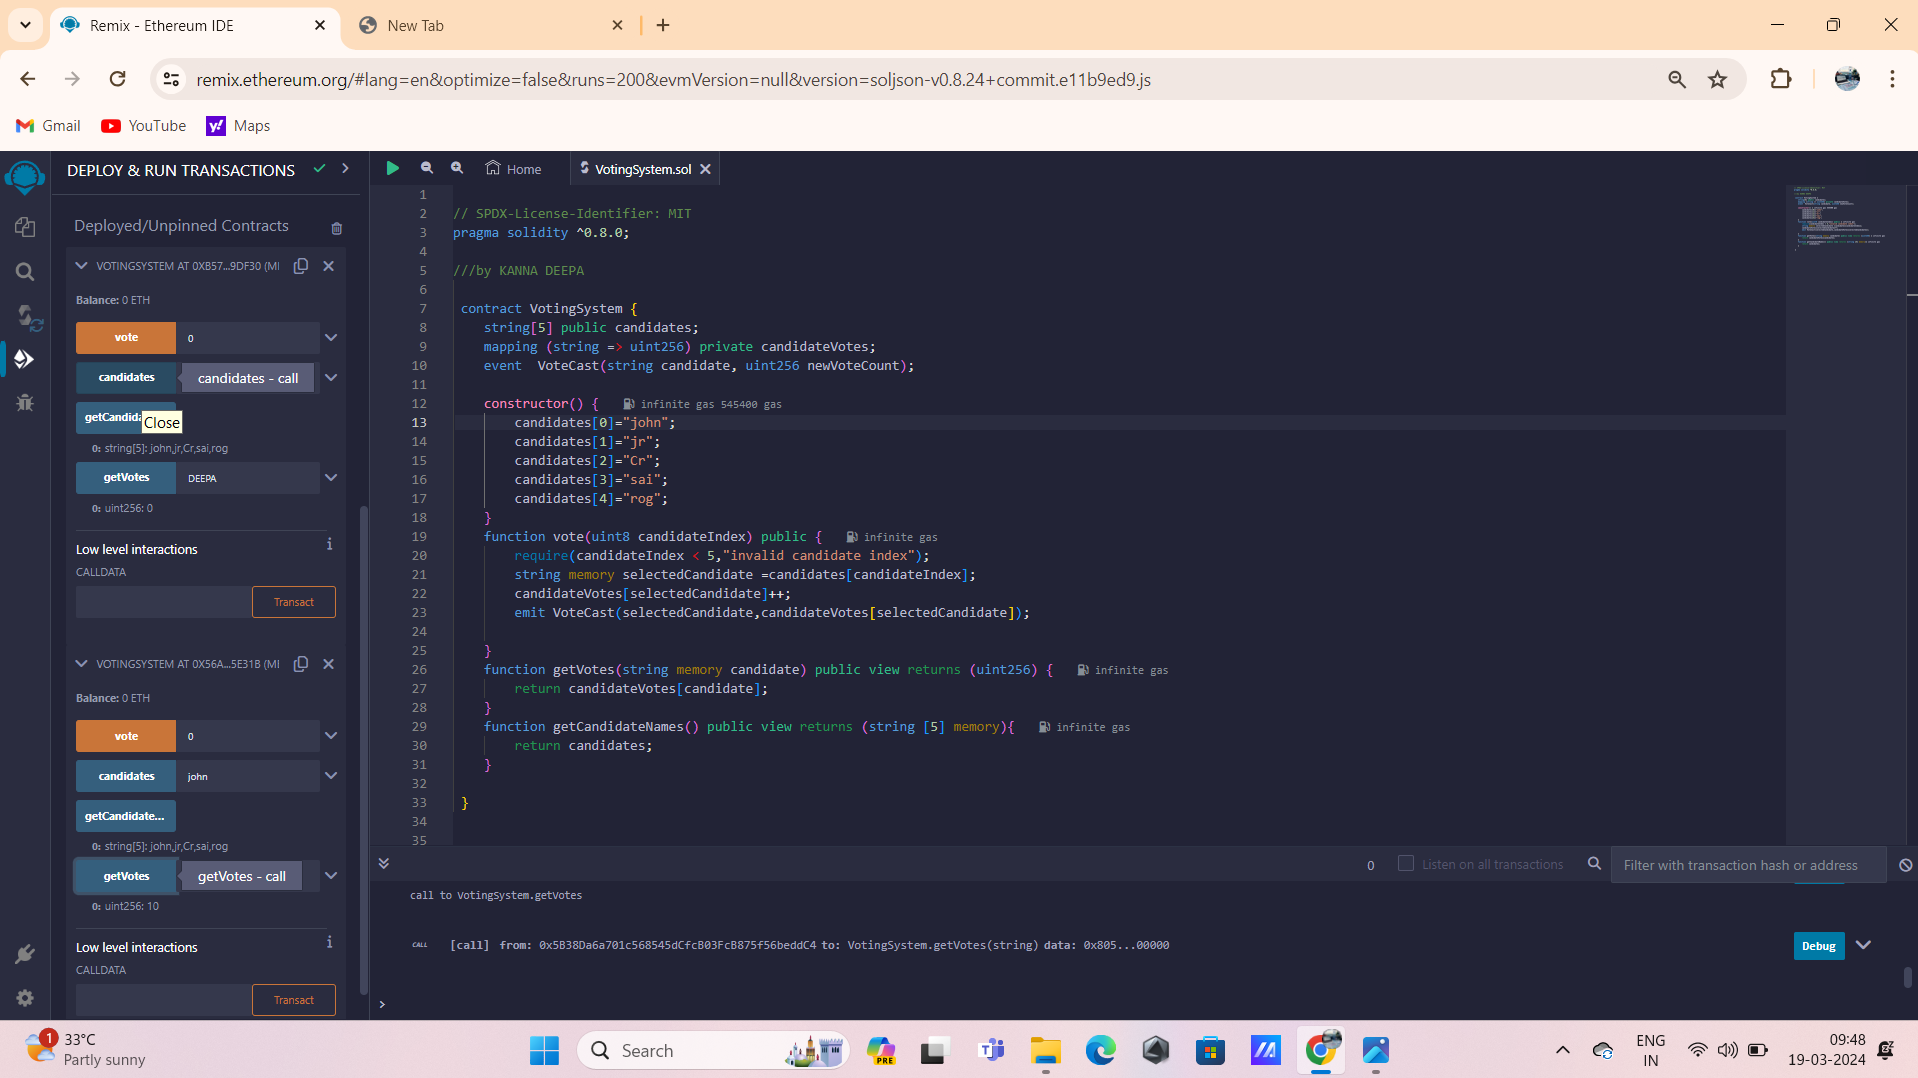 Remix - Ethereum IDE
New Tab
remix.ethereum.org/#lang=en&optimize=false&runs=200&evmVersion=null&version=soljson-v0.8.24+commit.e11b9ed9.js
Gmail
YouTube
Maps
DEPLOY & RUN TRANSACTIONS
Deployed/Unpinned Contracts
VOTINGSYSTEM AT 0XB57...9DF30 (MI
Balance: 0 ETH
vote
0
candidates
candidates - call
getCandida
Close
0: string[5]: john,jr,Cr,sai,rog
getVotes
DEEPA
0: uint256: 0
Low level interactions
i
CALLDATA
Transact
VOTINGSYSTEM AT 0X56A...5E31B (MI
Balance: 0 ETH
vote
0
candidates
john
getCandidate...
0: string[5]: john,jr,Cr,sai,rog
getVotes
getVotes - call
0: uint256: 10
Low level interactions
i
CALLDATA
Transact
Home
VotingSystem.sol
1
2 // SPDX-License-Identifier: MIT
3 pragma solidity ^0.8.0;
4
5 ///by KANNA DEEPA
6
7 contract VotingSystem {
8 string[5] public candidates;
9 mapping (string => uint256) private candidateVotes;
10 event  VoteCast(string candidate, uint256 newVoteCount);
11
12 constructor() { infinite gas 545400 gas
13 candidates[0]="john";
14 candidates[1]="jr";
15 candidates[2]="Cr";
16 candidates[3]="sai";
17 candidates[4]="rog";
18 }
19 function vote(uint8 candidateIndex) public { infinite gas
20 require(candidateIndex < 5,"invalid candidate index");
21 string memory selectedCandidate =candidates[candidateIndex];
22 candidateVotes[selectedCandidate]++;
23 emit VoteCast(selectedCandidate,candidateVotes[selectedCandidate]);
24
25 }
26 function getVotes(string memory candidate) public view returns (uint256) { infinite gas
27 return candidateVotes[candidate];
28 }
29 function getCandidateNames() public view returns (string [5] memory){ infinite gas
30 return candidates;
31 }
32
33 }
34
35
0
Listen on all transactions
Filter with transaction hash or address
call to VotingSystem.getVotes
CALL
[call] from: 0x5B38Da6a701c568545dCfcB03FcB875f56beddC4 to: VotingSystem.getVotes(string) data: 0x805...00000
Debug
>
1
33°C
Partly sunny
Search
PRE
ENG
IN
09:48
19-03-2024